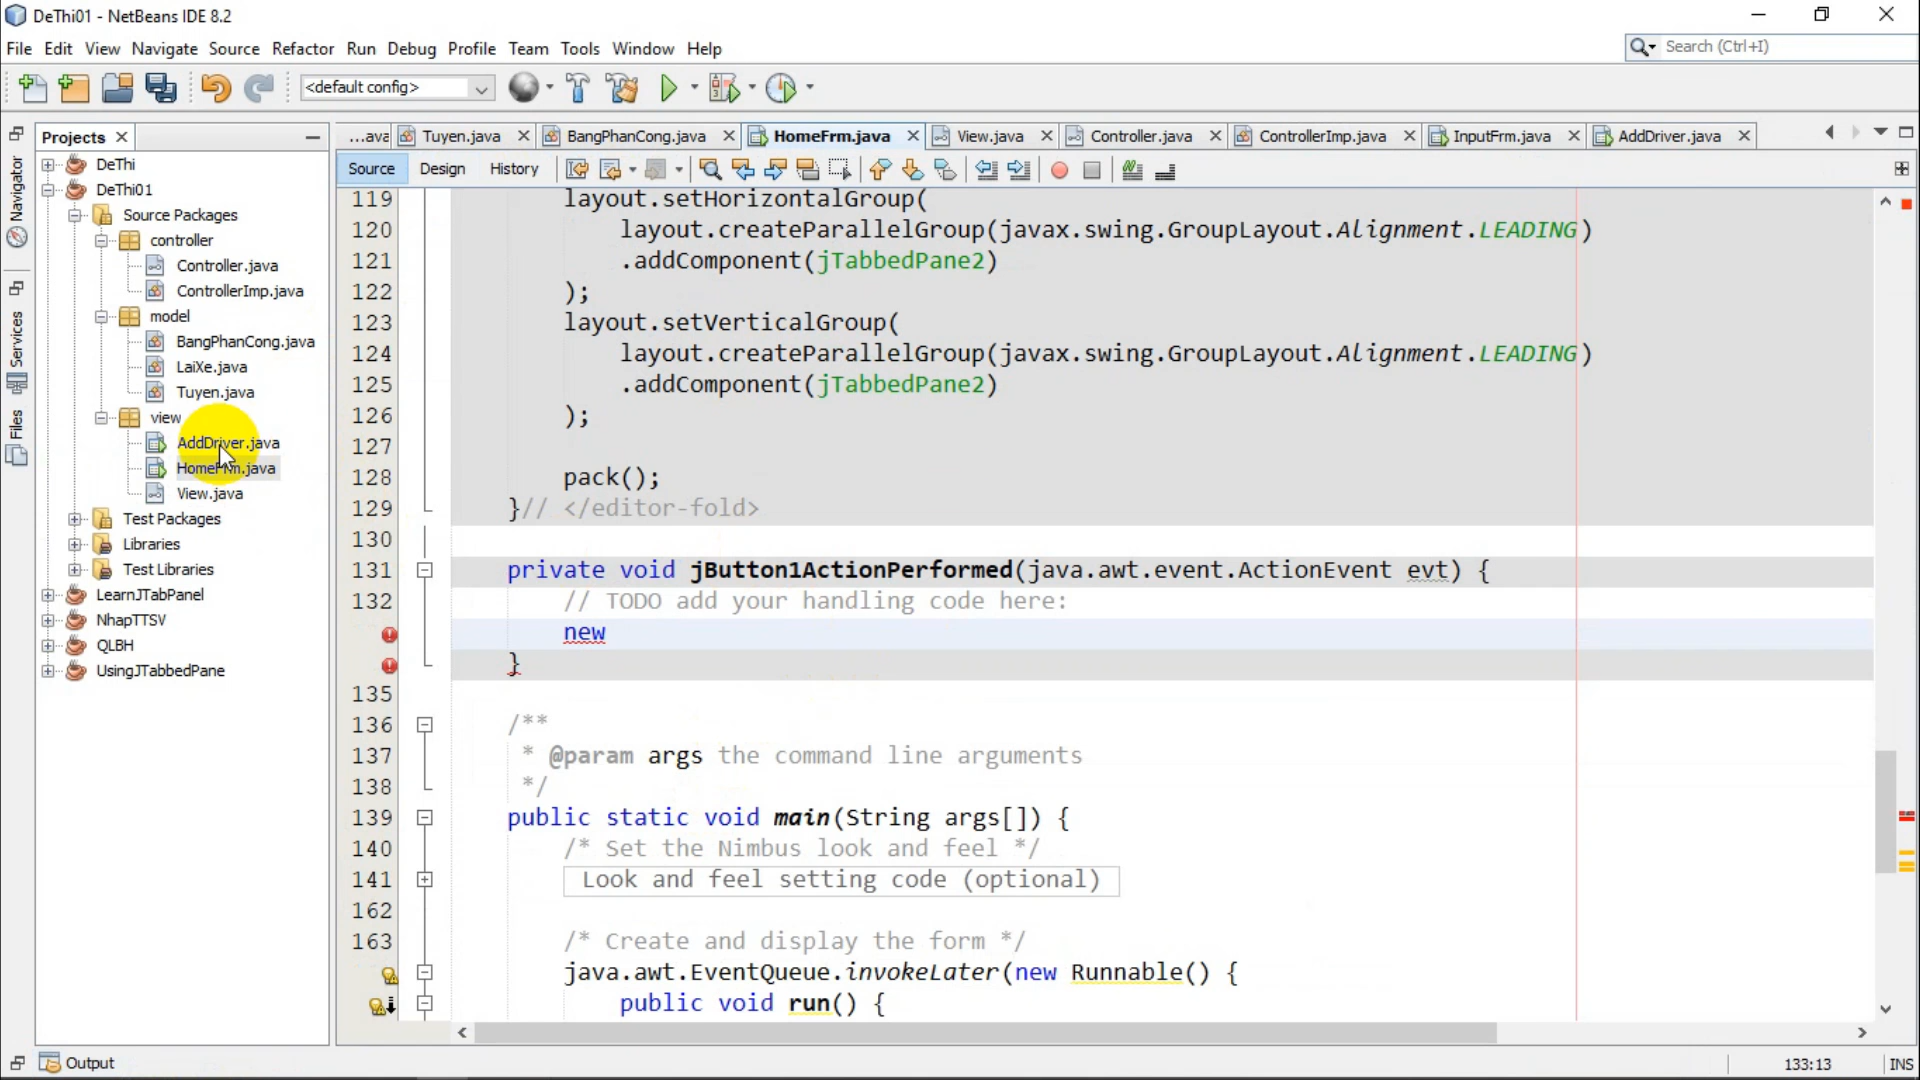 DeThi01 - NetBeans IDE 8.2
File Edit View Navigate Source Refactor Run Debug Profile Team Tools Window Help
Search (Ctrl+I)
<default config>
Projects
...ava
Tuyen.java
BangPhanCong.java
HomeFrm.java
View.java
Controller.java
ControllerImp.java
InputFrm.java
AddDriver.java
Source Design History
Navigator
Services
Files
DeThi
DeThi01
Source Packages
controller
Controller.java
ControllerImp.java
model
BangPhanCong.java
LaiXe.java
Tuyen.java
view
AddDriver.java
HomeFrm.java
View.java
Test Packages
Libraries
Test Libraries
LearnJTabPanel
NhapTTSV
QLBH
UsingJTabbedPane
119 layout.setHorizontalGroup(
120 layout.createParallelGroup(javax.swing.GroupLayout.Alignment.LEADING)
121 .addComponent(jTabbedPane2)
122 );
123 layout.setVerticalGroup(
124 layout.createParallelGroup(javax.swing.GroupLayout.Alignment.LEADING)
125 .addComponent(jTabbedPane2)
126 );
127
128 pack();
129 }// </editor-fold>
130
131 private void jButton1ActionPerformed(java.awt.event.ActionEvent evt) {
132 // TODO add your handling code here:
new
}
135
136 /**
137 * @param args the command line arguments
138 */
139 public static void main(String args[]) {
140 /* Set the Nimbus look and feel */
141 Look and feel setting code (optional)
162
163 /* Create and display the form */
java.awt.EventQueue.invokeLater(new Runnable() {
public void run() {
Output
133:13
INS